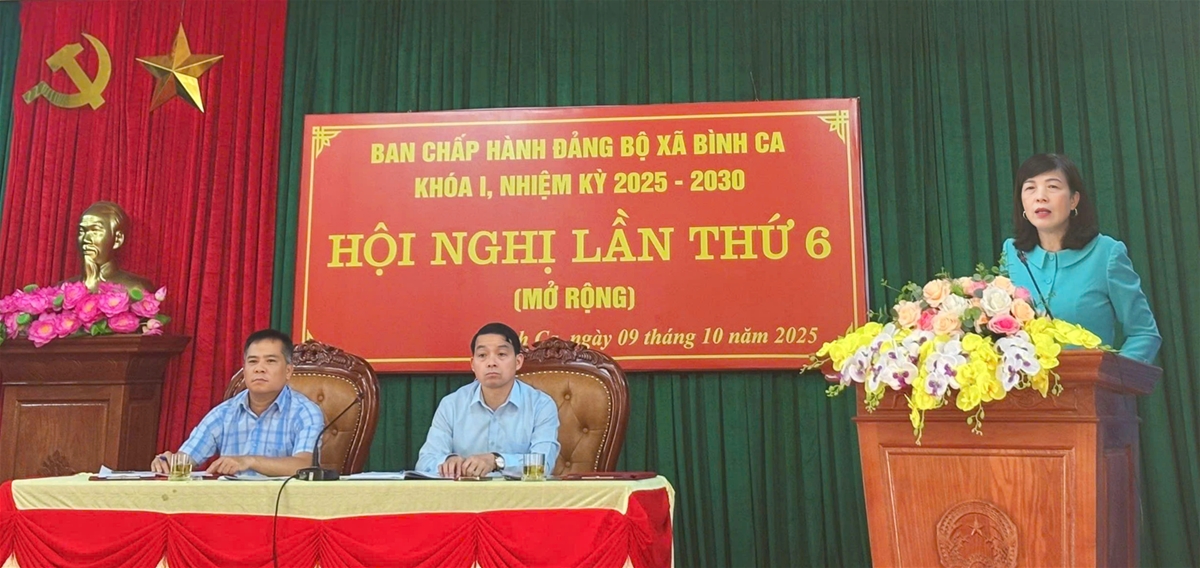 BAN CHẤP HÀNH ĐẢNG BỘ XÃ BÌNH CA
KHÓA I, NHIỆM KỲ 2025 - 2030
HỘI NGHỊ LẦN THỨ 6
(MỞ RỘNG)
Ca, ngày 09 tháng 10 năm 2025